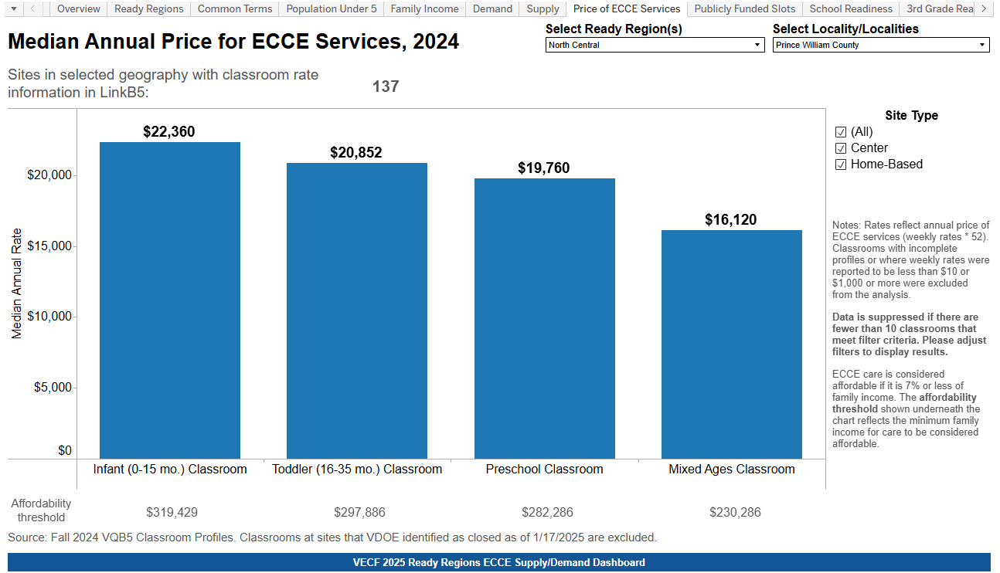 Overview Ready Regions Common Terms Population Under 5 Family Income Demand Supply Price of ECCE Services Publicly Funded Slots School Readiness 3rd Grade Rea
Median Annual Price for ECCE Services, 2024
Select Ready Region(s)
North Central
Select Locality/Localities
Prince William County
Sites in selected geography with classroom rate
information in LinkB5:
137
Median Annual Rate
$20,000
$15,000
$10,000
$5,000
$0
$22,360
$20,852
$19,760
$16,120
Infant (0-15 mo.) Classroom
Toddler (16-35 mo.) Classroom
Preschool Classroom
Mixed Ages Classroom
Affordability
threshold
$319,429
$297,886
$282,286
$230,286
Site Type
(All)
Center
Home-Based
Notes: Rates reflect annual price of
ECCE services (weekly rates * 52).
Classrooms with incomplete
profiles or where weekly rates were
reported to be less than $10 or
$1,000 or more were excluded
from the analysis.
Data is suppressed if there are
fewer than 10 classrooms that
meet filter criteria. Please adjust
filters to display results.
ECCE care is considered
affordable if it is 7% or less of
family income. The affordability
threshold shown underneath the
chart reflects the minimum family
income for care to be considered
affordable.
Source: Fall 2024 VQB5 Classroom Profiles. Classrooms at sites that VDOE identified as closed as of 1/17/2025 are excluded.
VECF 2025 Ready Regions ECCE Supply/Demand Dashboard